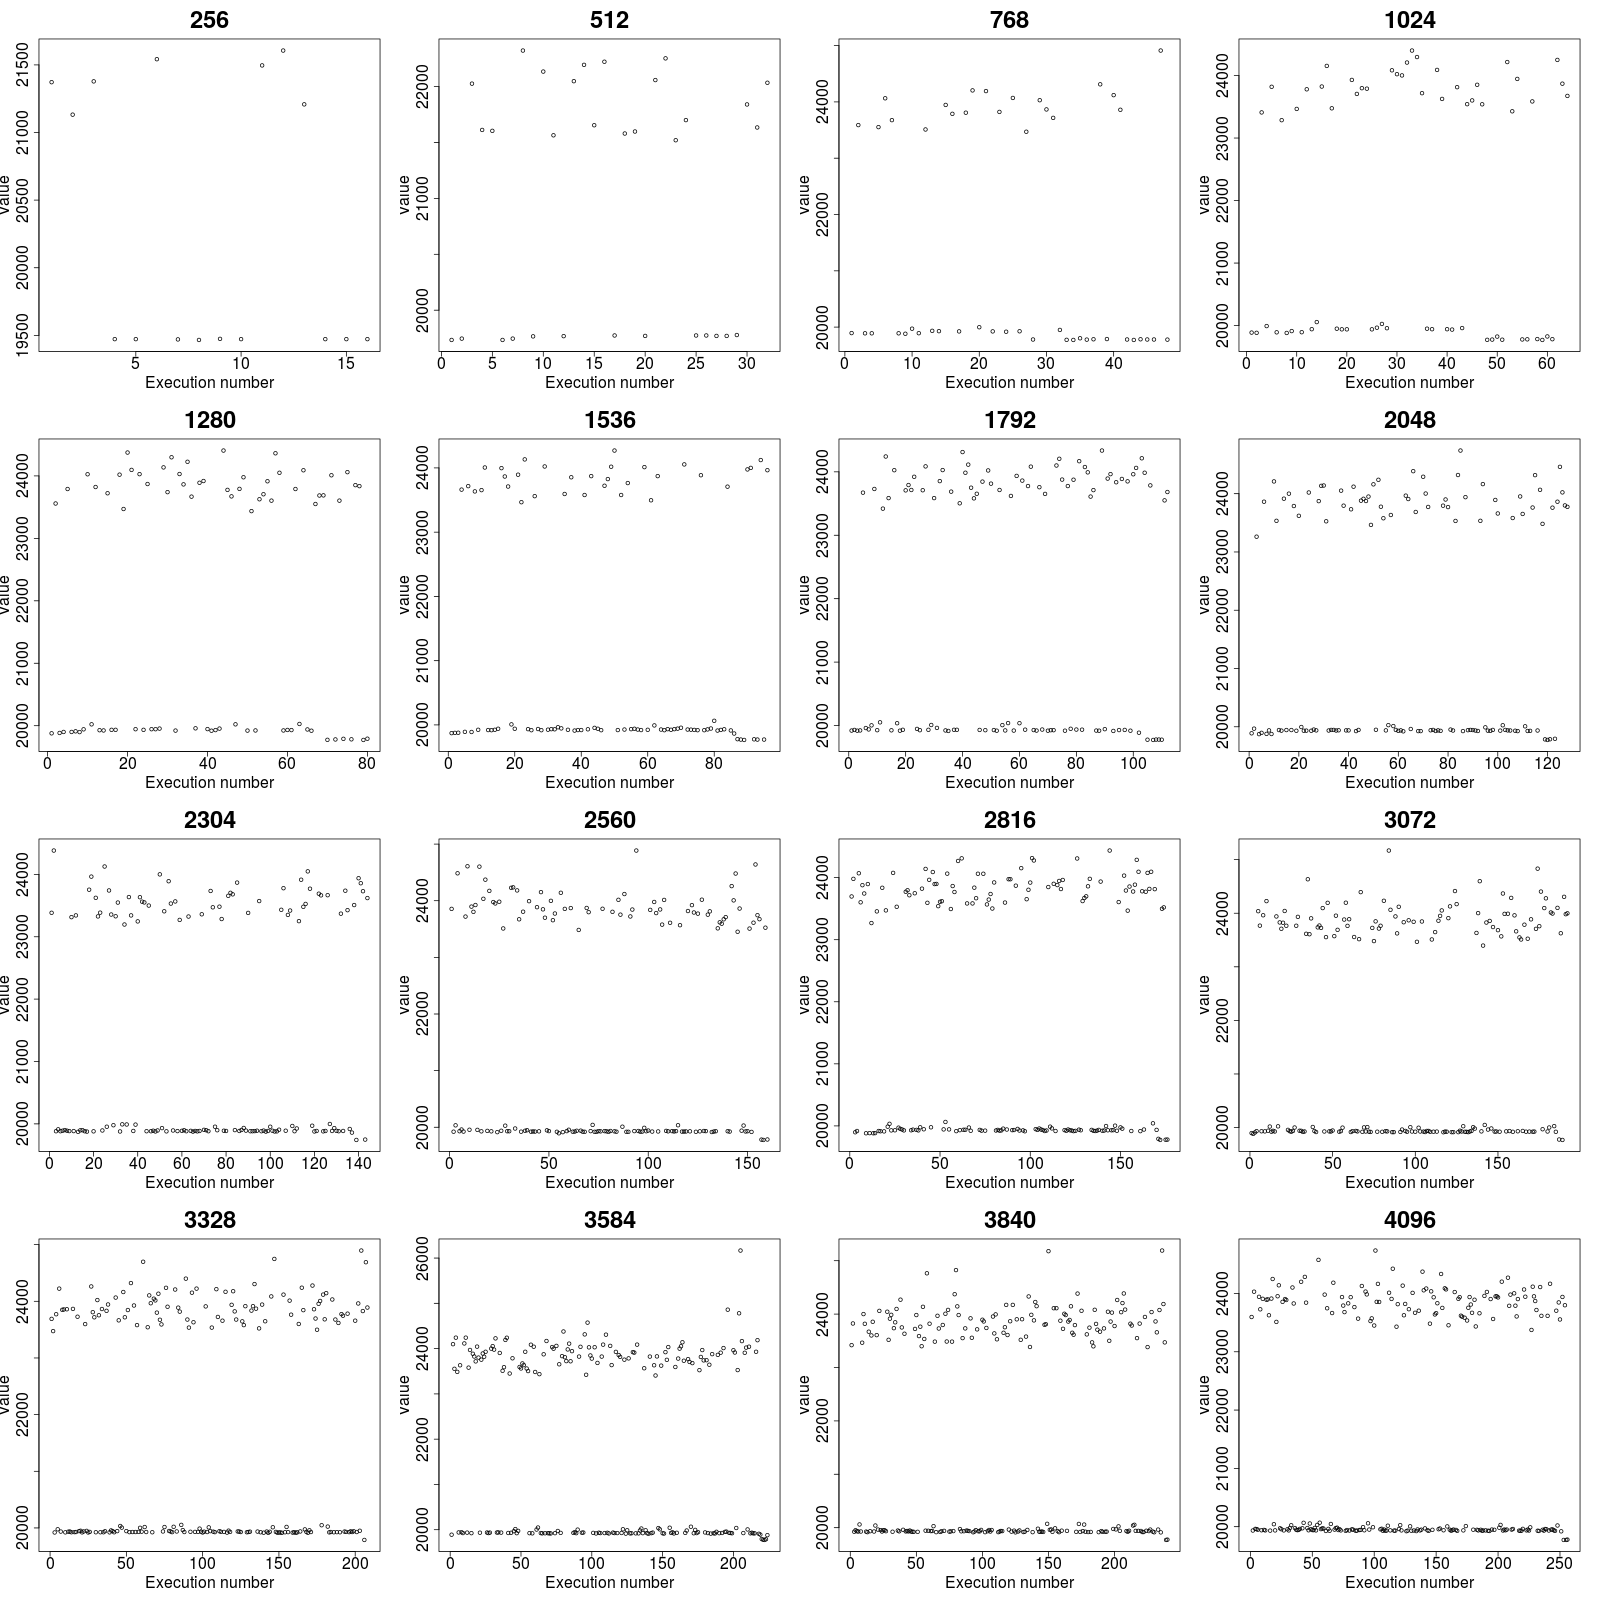 256
value
19500 20000 20500 21000 21500
5 10 15
Execution number
512
value
20000 21000 22000
0 5 10 15 20 25 30
Execution number
768
value
20000 22000 24000
0 10 20 30 40
Execution number
1024
value
20000 21000 22000 23000 24000
0 10 20 30 40 50 60
Execution number
1280
value
20000 21000 22000 23000 24000
0 20 40 60 80
Execution number
1536
value
20000 21000 22000 23000 24000
0 20 40 60 80
Execution number
1792
value
20000 21000 22000 23000 24000
0 20 40 60 80 100
Execution number
2048
value
20000 21000 22000 23000 24000
0 20 40 60 80 100 120
Execution number
2304
value
20000 21000 22000 23000 24000
0 20 40 60 80 100 120 140
Execution number
2560
value
20000 22000 24000
0 50 100 150
Execution number
2816
value
20000 21000 22000 23000 24000
0 50 100 150
Execution number
3072
value
20000 22000 24000
0 50 100 150
Execution number
3328
value
20000 22000 24000
0 50 100 150 200
Execution number
3584
value
20000 22000 24000 26000
0 50 100 150 200
Execution number
3840
value
20000 22000 24000
0 50 100 150 200
Execution number
4096
value
20000 21000 22000 23000 24000
0 50 100 150 200 250
Execution number